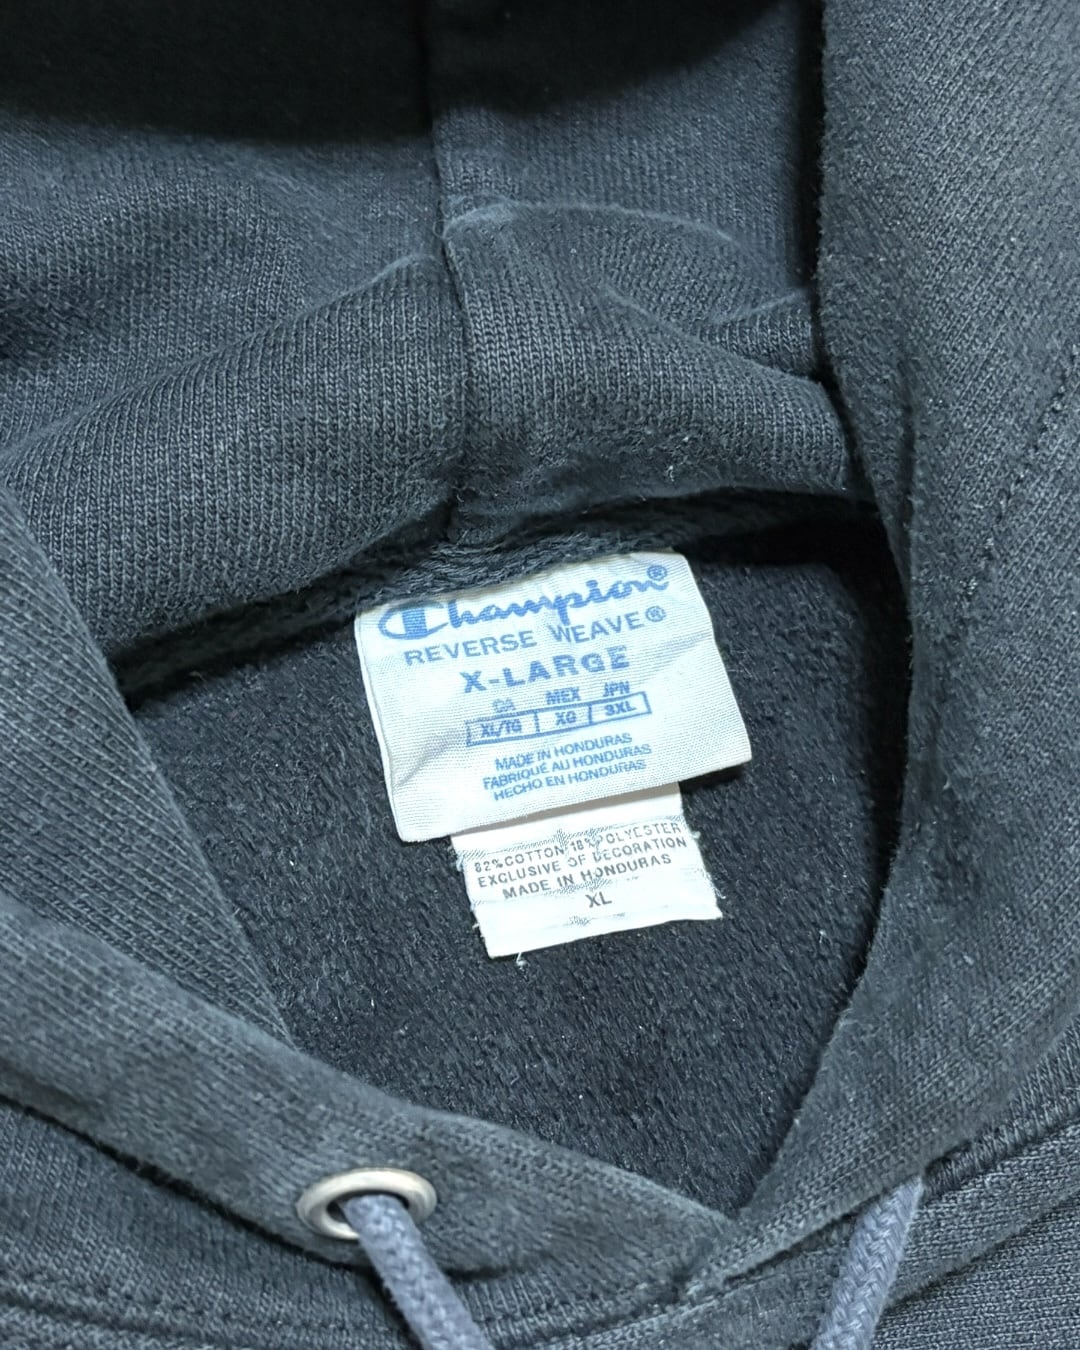 Champion®
REVERSE WEAVE®
X-LARGE
CA MEX JPN
XL/TG XG 3XL
MADE IN HONDURAS
FABRIQUÉ AU HONDURAS
HECHO EN HONDURAS
82%COTTON 18%POLYESTER
EXCLUSIVE OF DECORATION
MADE IN HONDURAS
XL